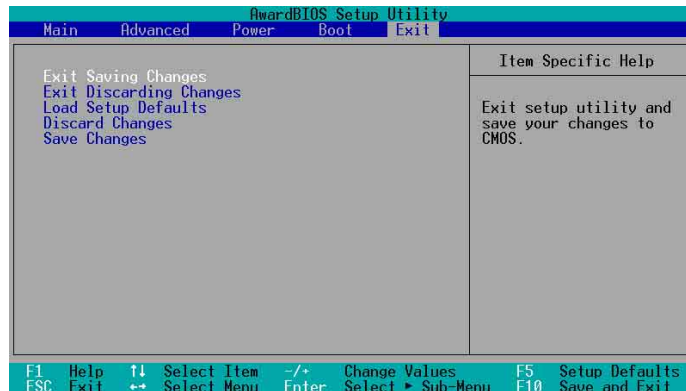 AwardBIOS Setup Utility
Main Advanced Power Boot Exit
Item Specific Help
Exit Saving Changes
Exit Discarding Changes
Load Setup Defaults
Discard Changes
Save Changes
Exit setup utility and
save your changes to
CMOS.
F1 Help ↑↓ Select Item -/+ Change Values F5 Setup Defaults
ESC Exit ↔ Select Menu Enter Select ► Sub-Menu F10 Save and Exit